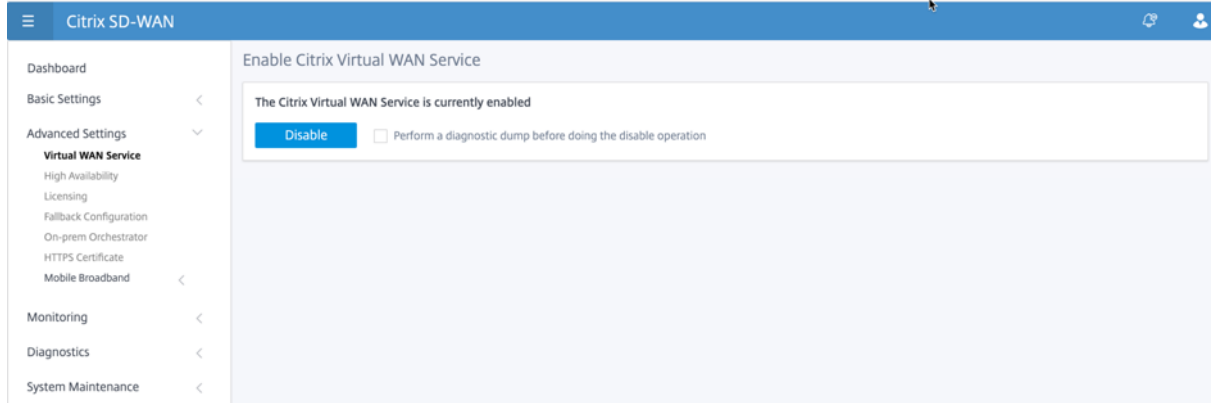 Citrix SD-WAN
Dashboard
Basic Settings
Advanced Settings
Virtual WAN Service
High Availability
Licensing
Fallback Configuration
On-prem Orchestrator
HTTPS Certificate
Mobile Broadband
Monitoring
Diagnostics
System Maintenance
Enable Citrix Virtual WAN Service
The Citrix Virtual WAN Service is currently enabled
Disable Perform a diagnostic dump before doing the disable operation